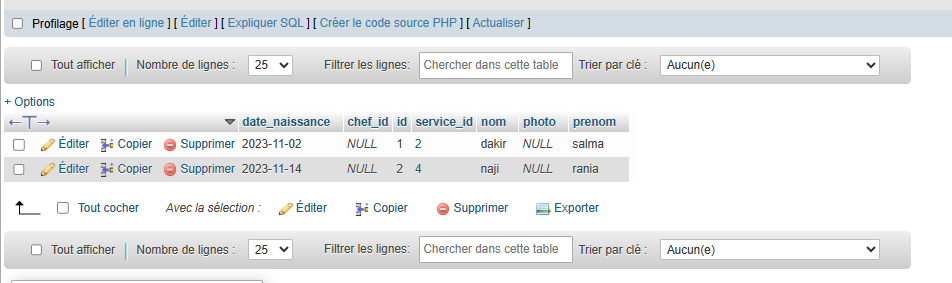 Profilage [ Éditer en ligne ] [ Éditer ] [ Expliquer SQL ] [ Créer le code source PHP ] [ Actualiser ]
Tout afficher Nombre de lignes : 25 Filtrer les lignes: Chercher dans cette table Trier par clé : Aucun(e)
+ Options
←T→ date_naissance chef_id id service_id nom photo prenom
Éditer Copier Supprimer 2023-11-02 NULL 1 2 dakir NULL salma
Éditer Copier Supprimer 2023-11-14 NULL 2 4 naji NULL rania
Tout cocher Avec la sélection : Éditer Copier Supprimer Exporter
Tout afficher Nombre de lignes : 25 Filtrer les lignes: Chercher dans cette table Trier par clé : Aucun(e)